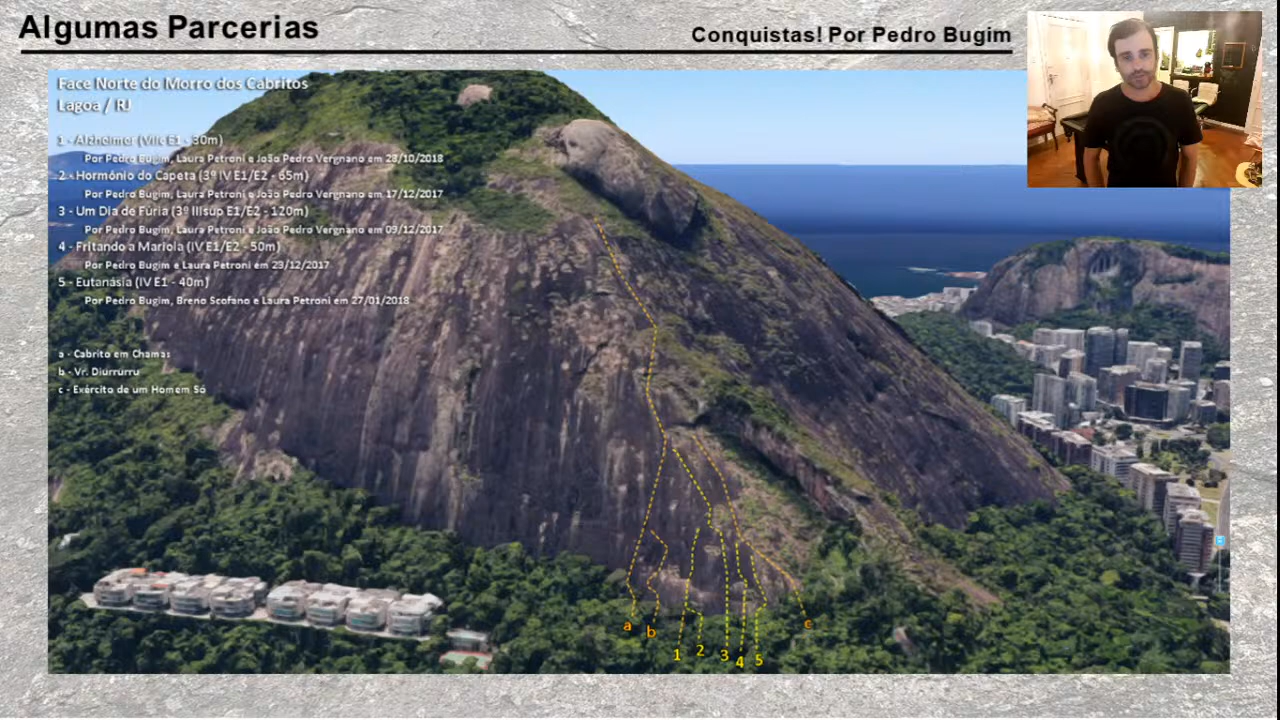 Algumas Parcerias
Conquistas! Por Pedro Bugim
Face Norte do Morro dos Cabritos
Lagoa / RJ
1 - Alzheimer (VIIc E1 - 30m)
Por Pedro Bugim, Laura Petroni e João Pedro Vergnano em 28/10/2018
2 - Hormônio do Capeta (3º IV E1/E2 - 65m)
Por Pedro Bugim, Laura Petroni e João Pedro Vergnano em 17/12/2017
3 - Um Dia de Fúria (3º IIIsup E1/E2 - 120m)
Por Pedro Bugim, Laura Petroni e João Pedro Vergnano em 09/12/2017
4 - Fritando a Mariola (IV E1/E2 - 50m)
Por Pedro Bugim e Laura Petroni em 23/12/2017
5 - Eutanásia (IV E1 - 40m)
Por Pedro Bugim, Breno Scofano e Laura Petroni em 27/01/2018
a - Cabrito em Chamas
b - Vr. Diurrurru
c - Exército de um Homem Só
a b c
1 2 3 4 5